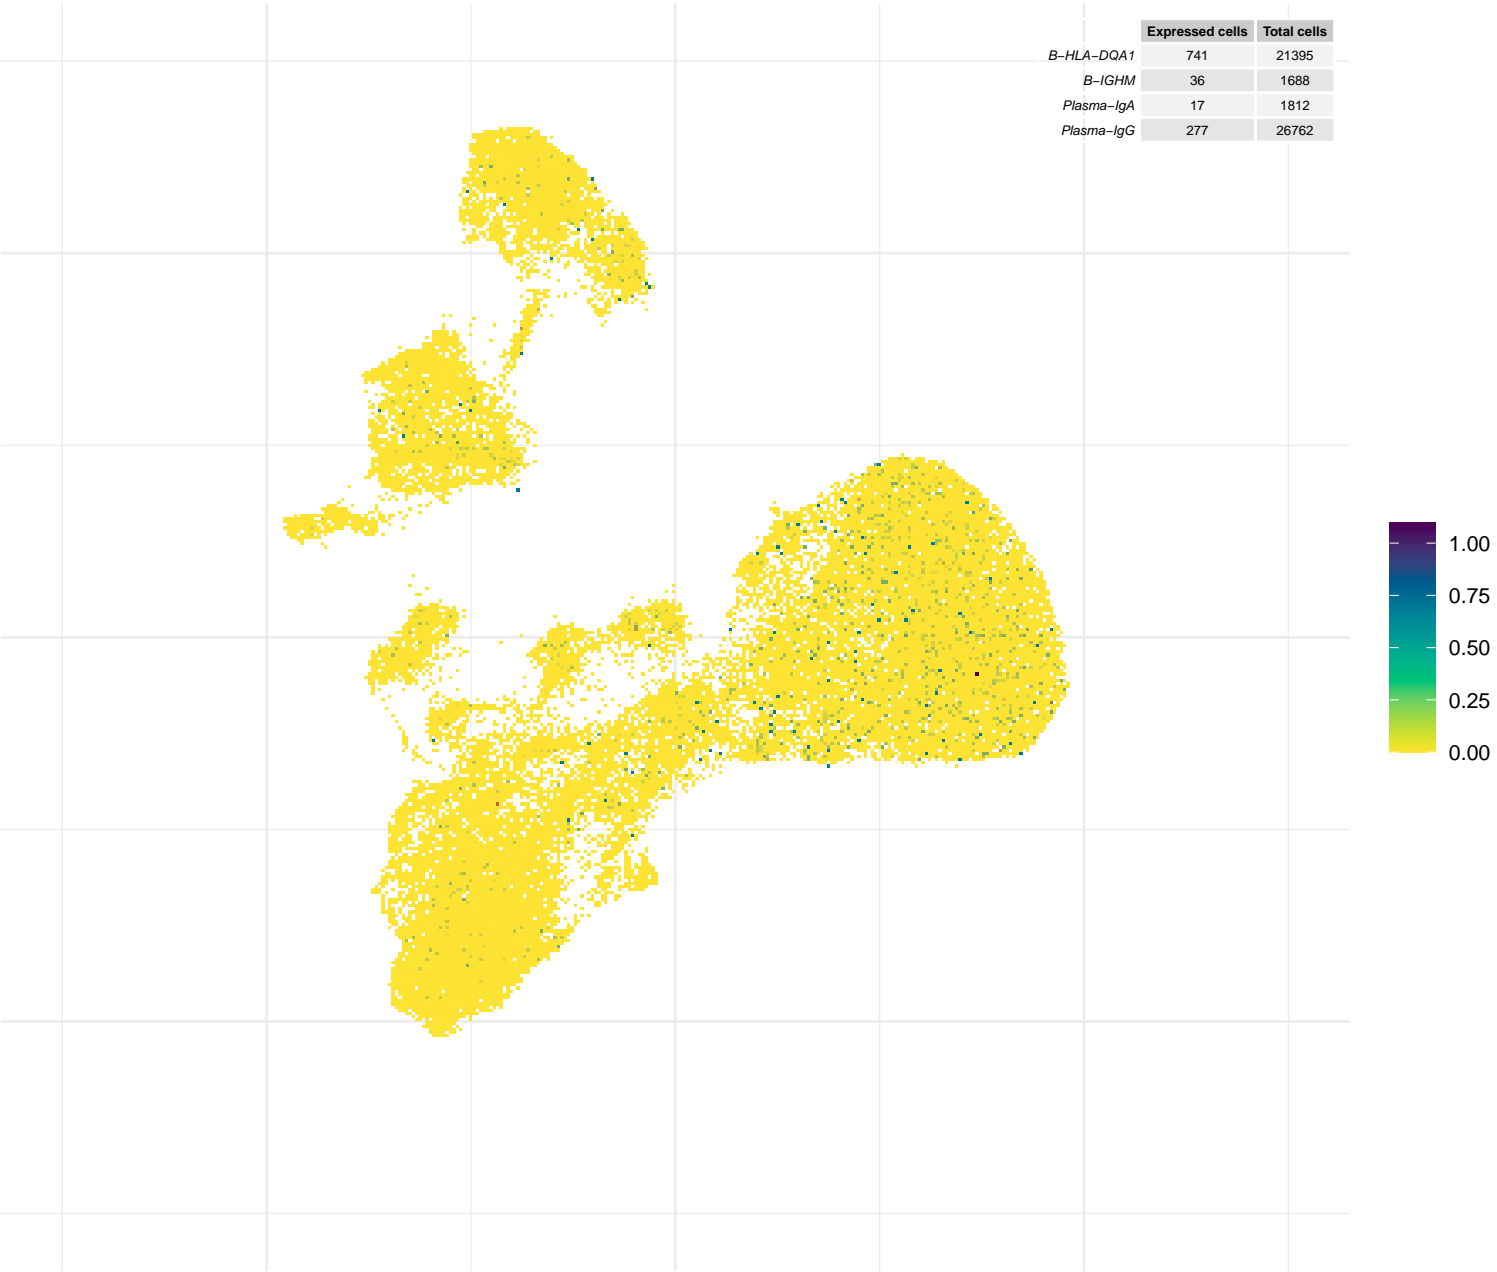 Expressed cells Total cells
B−HLA−DQA1 741 21395
B−IGHM 36 1688
Plasma−IgA 17 1812
Plasma−IgG 277 26762
1.00
0.75
0.50
0.25
0.00